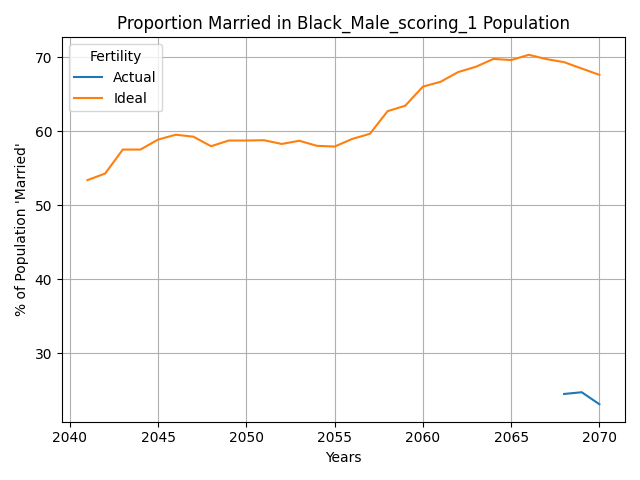 Proportion Married in Black_Male_scoring_1 Population
Fertility
Actual
Ideal
% of Population 'Married'
70
60
50
40
30
2040 2045 2050 2055 2060 2065 2070
Years